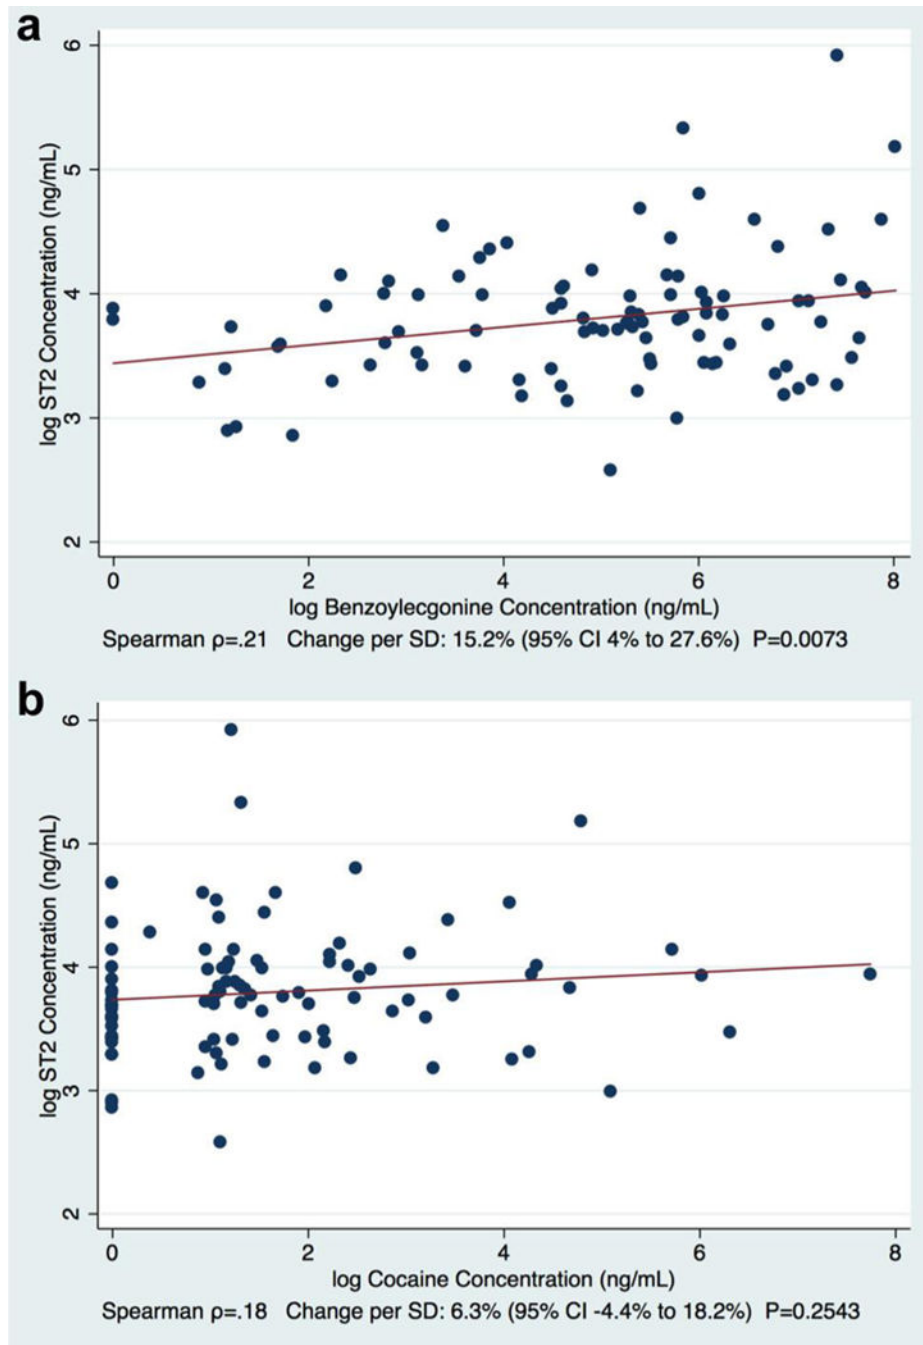 a
6
5
4
3
2
log ST2 Concentration (ng/mL)
0 2 4 6 8
log Benzoylecgonine Concentration (ng/mL)
Spearman ρ=.21 Change per SD: 15.2% (95% CI 4% to 27.6%) P=0.0073
b
6
5
4
3
2
log ST2 Concentration (ng/mL)
0 2 4 6 8
log Cocaine Concentration (ng/mL)
Spearman ρ=.18 Change per SD: 6.3% (95% CI -4.4% to 18.2%) P=0.2543